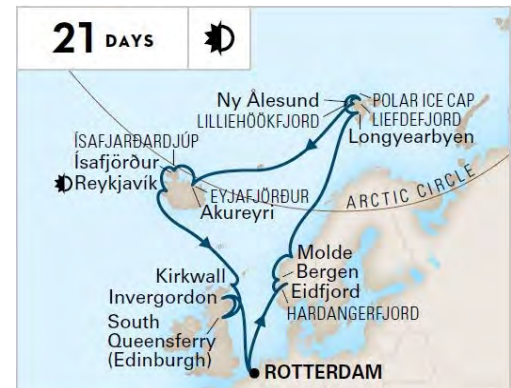 21 DAYS
Ny Ålesund
POLAR ICE CAP
LILLIEHÖÖKFJORD
LIEFDEFJORD
Longyearbyen
ÍSAFJARÐARDJÚP
Ísafjörður
Reykjavík
EYJAFJÖRÐUR
Akureyri
ARCTIC CIRCLE
Molde
Bergen
Eidfjord
HARDANGERFJORD
Kirkwall
Invergordon
South
Queensferry
(Edinburgh)
ROTTERDAM